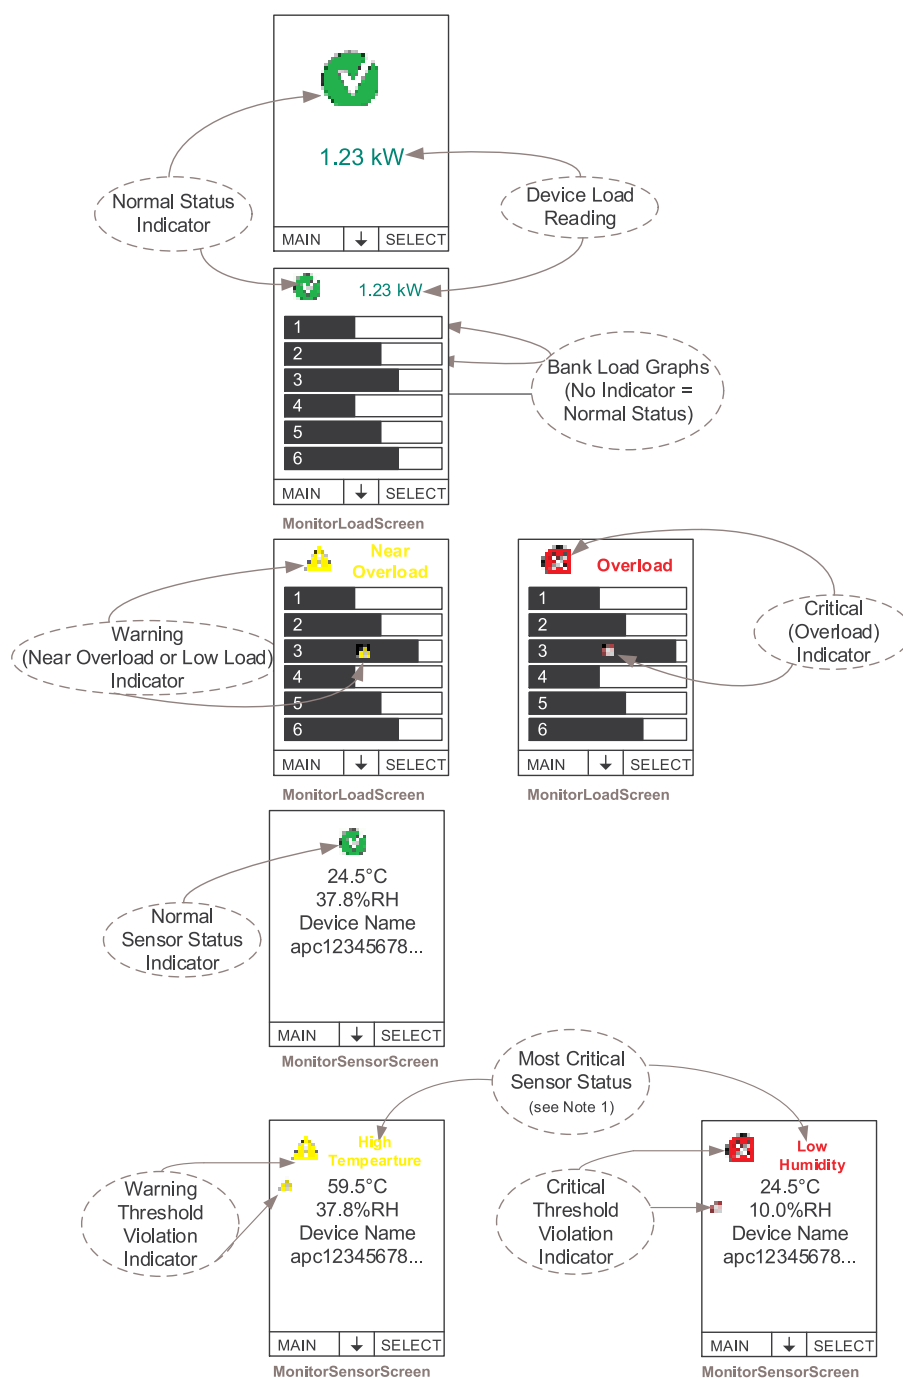 1.23 kW
Normal Status
Indicator
Device Load
Reading
MAIN
SELECT
1.23 kW
1
2
3
4
5
6
Bank Load Graphs
(No Indicator =
Normal Status)
MAIN
SELECT
MonitorLoadScreen
Near
Overload
1
2
3
4
5
6
Warning
(Near Overload or Low Load)
Indicator
MAIN
SELECT
MonitorLoadScreen
Overload
1
2
3
4
5
6
Critical
(Overload)
Indicator
MAIN
SELECT
MonitorLoadScreen
24.5°C
37.8%RH
Device Name
apc12345678...
Normal
Sensor Status
Indicator
MAIN
SELECT
MonitorSensorScreen
Most Critical
Sensor Status
(see Note 1)
High
Tempearture
59.5°C
37.8%RH
Device Name
apc12345678...
Warning
Threshold
Violation
Indicator
MAIN
SELECT
MonitorSensorScreen
Low
Humidity
24.5°C
10.0%RH
Device Name
apc12345678...
Critical
Threshold
Violation
Indicator
MAIN
SELECT
MonitorSensorScreen